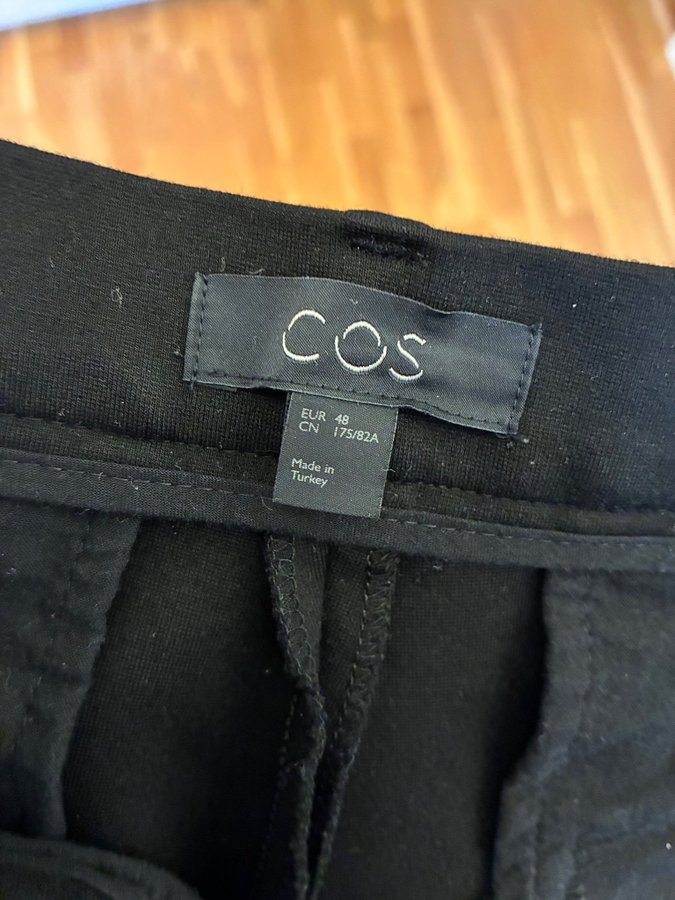 COS
EUR 48
CN 175/82A
Made in
Turkey